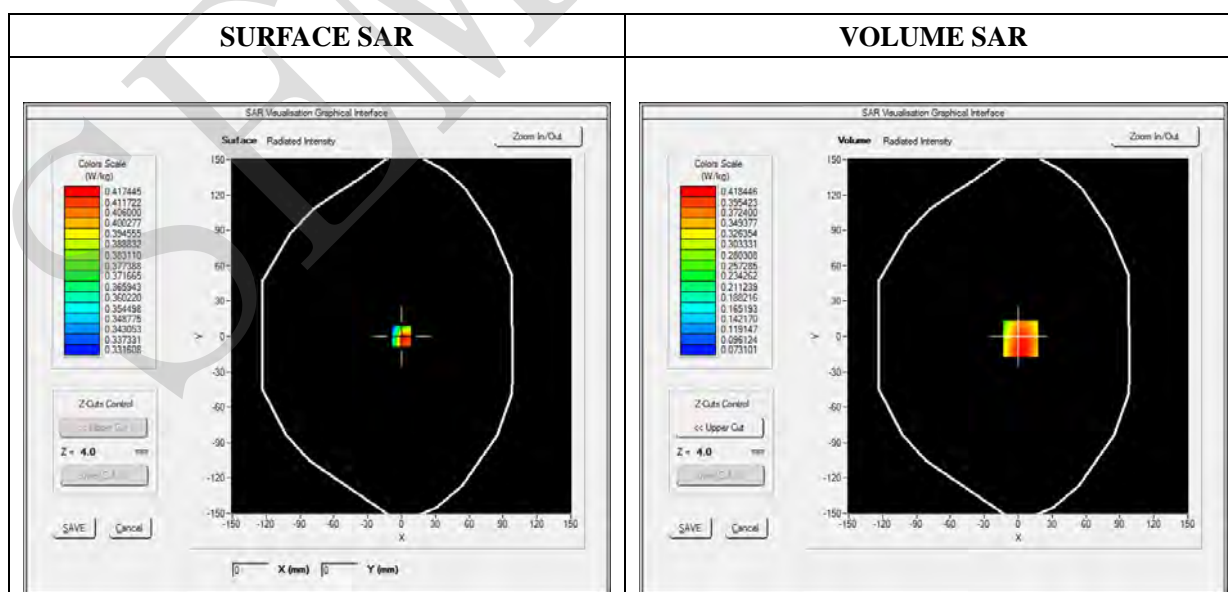 SURFACE SAR
VOLUME SAR
SAR Visualisation Graphical Interface
Surface Radiated Intensity
Zoom In/Out
Colors Scale
(W/kg)
0.417445
0.411722
0.406000
0.400277
0.394555
0.388832
0.383110
0.377388
0.371665
0.365943
0.360220
0.354498
0.348775
0.343053
0.337331
0.331608
Z-Cuts Control
<< Upper Cut
Z = 4.0 mm
SAVE
Cancel
150
120
90
60
30
0
-30
-60
-90
-120
-150
Y
-150 -120 -90 -60 -30 0 30 60 90 120 150
X
0 X (mm) 0 Y (mm)
SAR Visualisation Graphical Interface
Volume Radiated Intensity
Zoom In/Out
Colors Scale
(W/kg)
0.418446
0.395423
0.372400
0.349377
0.326354
0.303331
0.280308
0.257285
0.234262
0.211239
0.188216
0.165193
0.142170
0.119147
0.096124
0.073101
Z-Cuts Control
<< Upper Cut
Z = 4.0 mm
SAVE
Cancel
150
120
90
60
30
0
-30
-60
-90
-120
-150
Y
-150 -120 -90 -60 -30 0 30 60 90 120 150
X